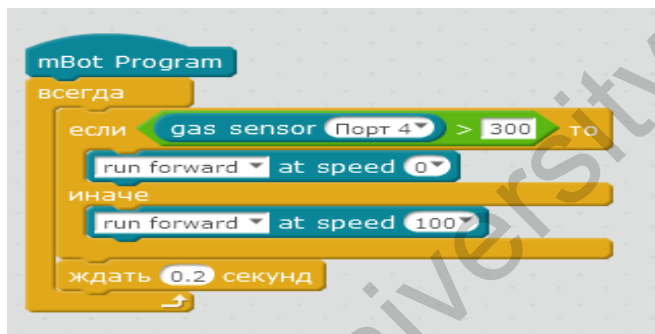 mBot Program
всегда
если gas sensor Порт 4 > 300 то
run forward at speed 0
иначе
run forward at speed 100
ждать 0.2 секунд
iversity